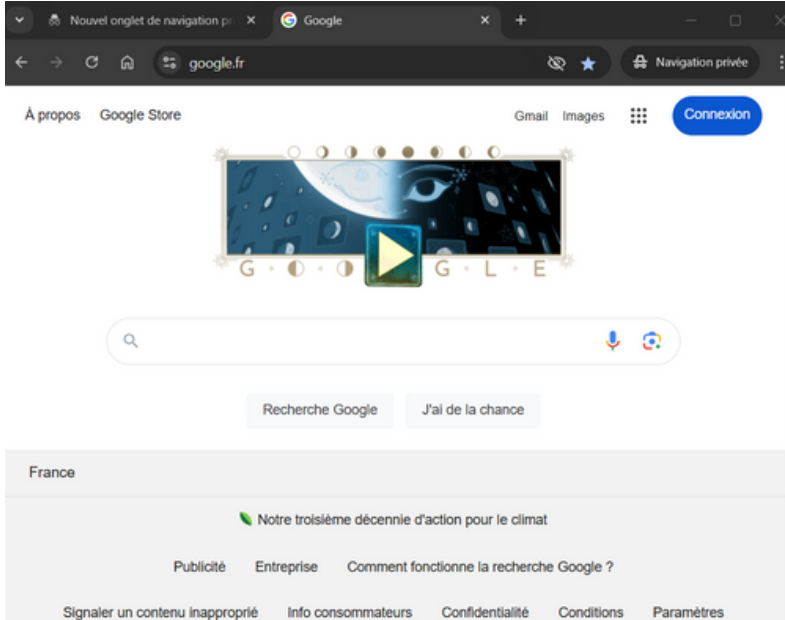 Nouvel onglet de navigation pr Google
google.fr Navigation privée
À propos Google Store Gmail Images Connexion
G L E
Recherche Google J'ai de la chance
France
Notre troisième décennie d'action pour le climat
Publicité Entreprise Comment fonctionne la recherche Google ?
Signaler un contenu inapproprié Info consommateurs Confidentialité Conditions Paramètres